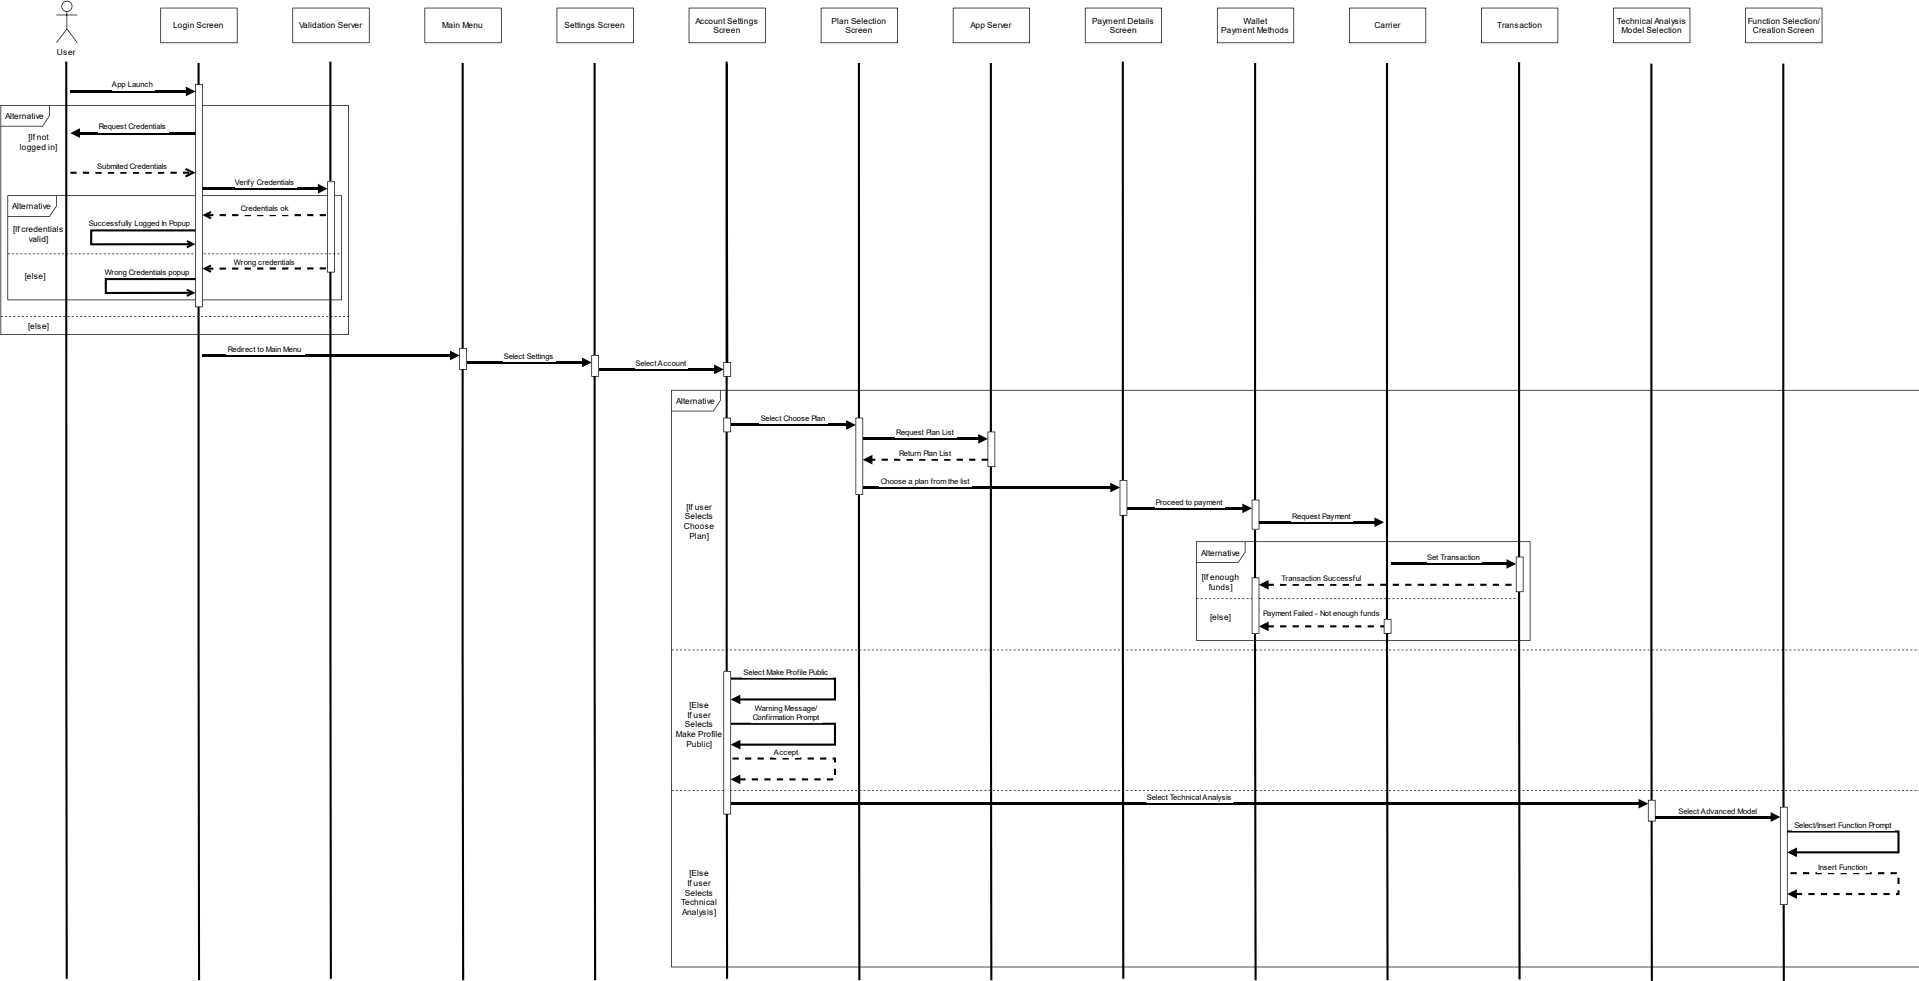 User
Login Screen
Validation Server
Main Menu
Settings Screen
Account Settings
Screen
Plan Selection
Screen
App Server
Payment Details
Screen
Wallet
Payment Methods
Carrier
Transaction
Technical Analysis
Model Selection
Function Selection/
Creation Screen
App Launch
Alternative
Request Credentials
[If not
logged in]
Submited Credentials
Verify Credentials
Alternative
Credentials ok
Successfully Logged In Popup
[If credentials
valid]
Wrong credentials
Wrong Credentials popup
[else]
[else]
Redirect to Main Menu
Select Settings
Select Account
Alternative
Select Choose Plan
Request Plan List
Return Plan List
Choose a plan from the list
Proceed to payment
Request Payment
[If user
Selects
Choose
Plan]
Alternative
Set Transaction
[If enough
funds]
Transaction Successful
Payment Failed - Not enough funds
[else]
Select Make Profile Public
Warning Message/
Confirmation Prompt
[Else
If user
Selects
Make Profile
Public]
Accept
Select Technical Analysis
Select Advanced Model
Select/Insert Function Prompt
Insert Function
[Else
If user
Selects
Technical
Analysis]